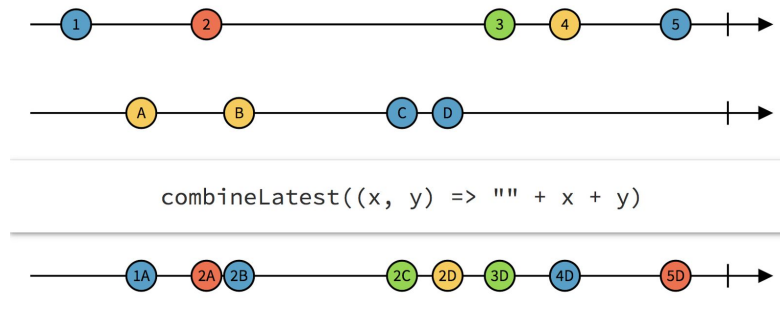 1 2 3 4 5
A B C D
combineLatest((x, y) => "" + x + y)
1A 2A 2B 2C 2D 3D 4D 5D